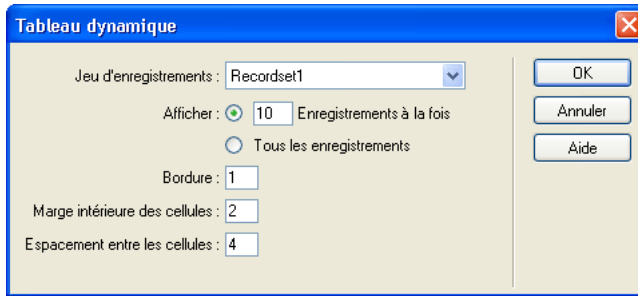 Tableau dynamique
Jeu d'enregistrements : Recordset1
Afficher : 10 Enregistrements à la fois
Tous les enregistrements
Bordure : 1
Marge intérieure des cellules : 2
Espacement entre les cellules : 4
OK
Annuler
Aide